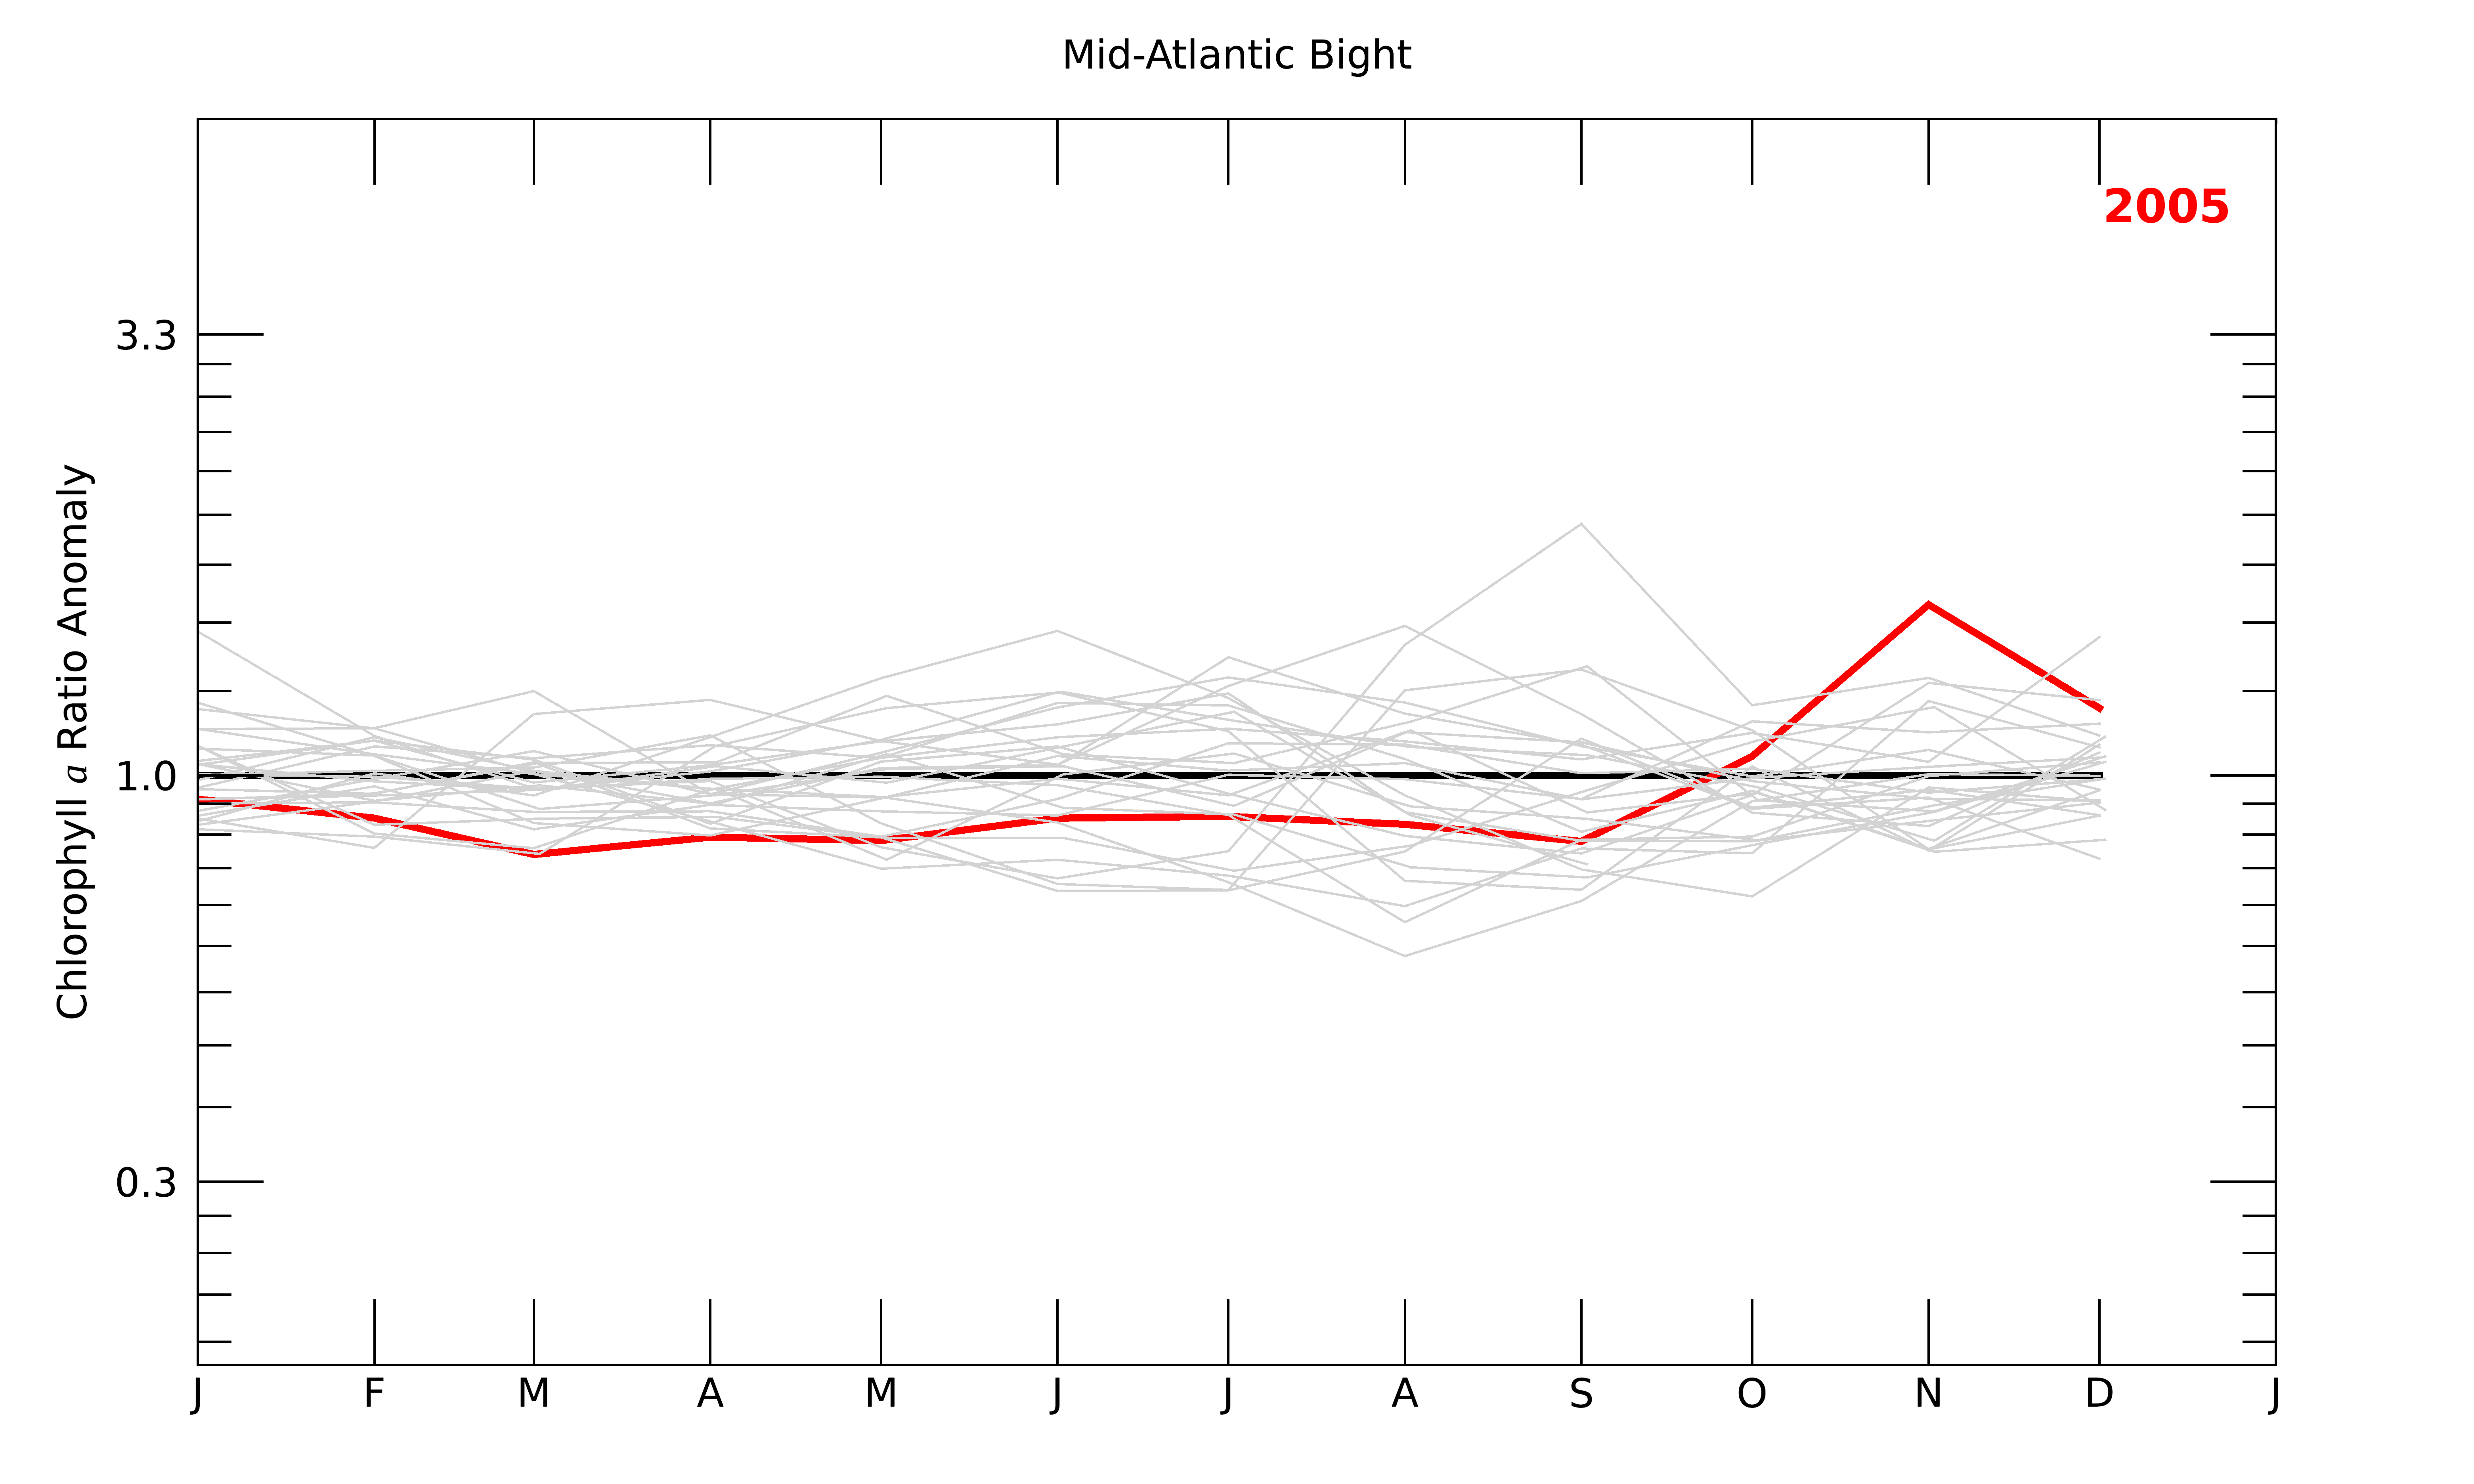 Mid-Atlantic Bight
2005
Chlorophyll a Ratio Anomaly
3.3
1.0
0.3
J F M A M J J A S O N D J